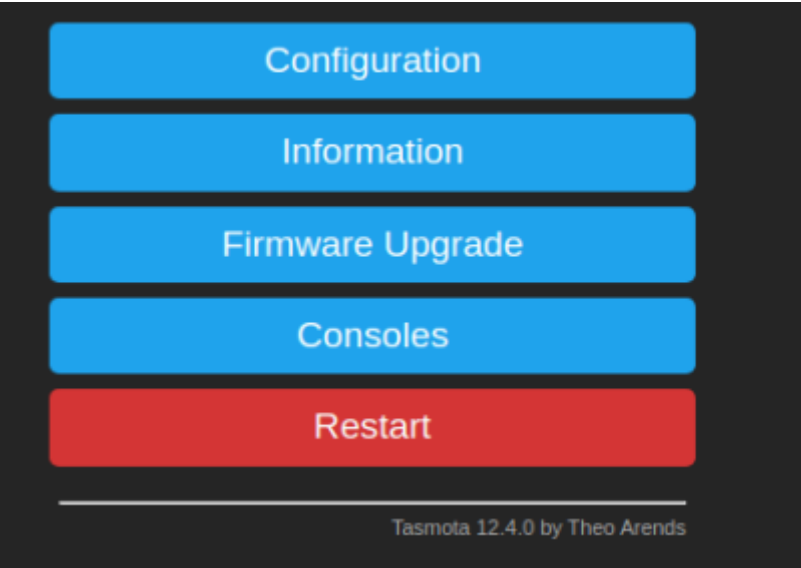 Configuration
Information
Firmware Upgrade
Consoles
Restart
Tasmota 12.4.0 by Theo Arends